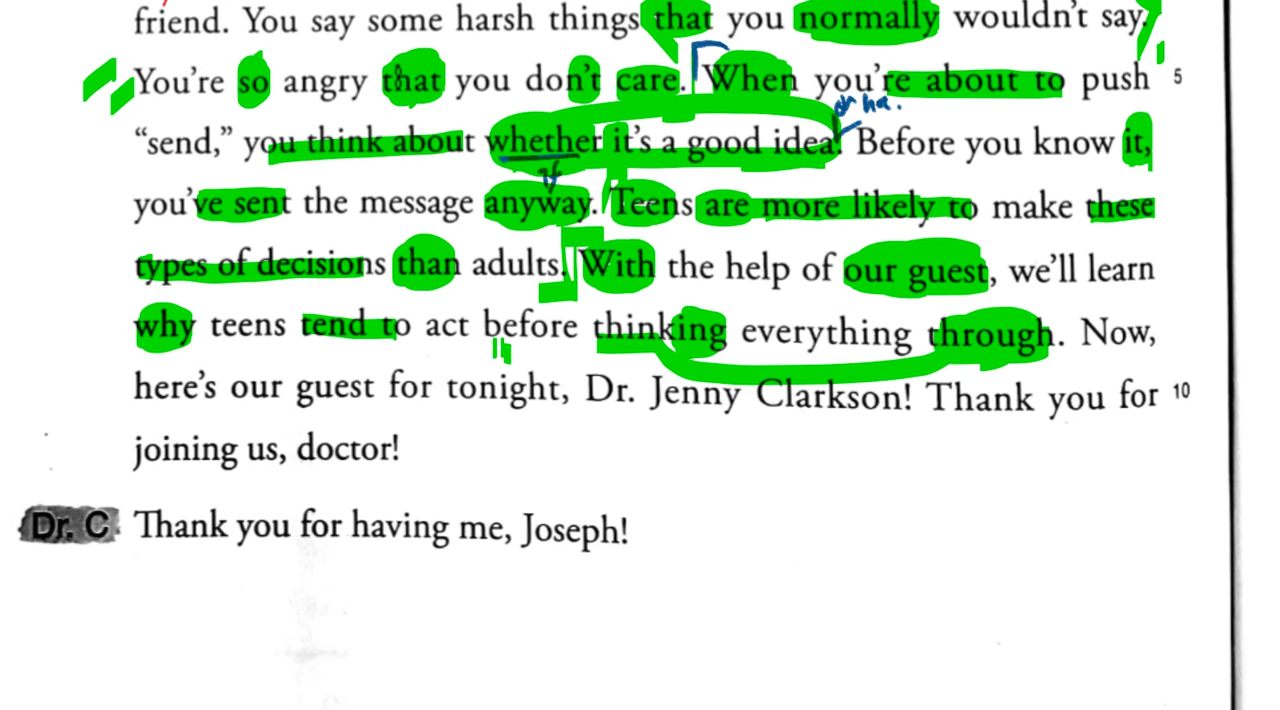 friend. You say some harsh things that you normally wouldn't say.
You're so angry that you don't care. When you're about to push 5
or not.
"send," you think about whether it's a good idea. Before you know it,
if
you've sent the message anyway. Teens are more likely to make these
types of decisions than adults. With the help of our guest, we'll learn
why teens tend to act before thinking everything through. Now,
here's our guest for tonight, Dr. Jenny Clarkson! Thank you for 10
joining us, doctor!
Dr. C Thank you for having me, Joseph!